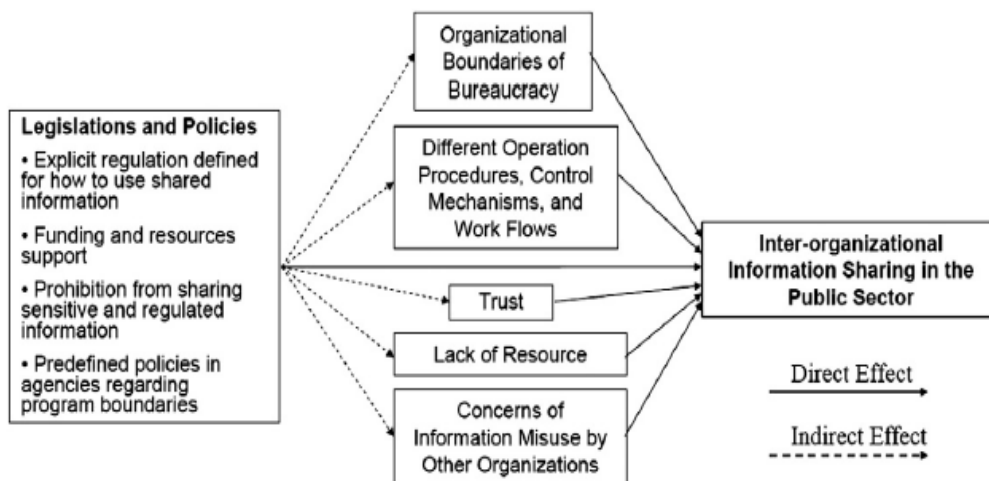 Legislations and Policies
• Explicit regulation defined
for how to use shared
information
• Funding and resources
support
• Prohibition from sharing
sensitive and regulated
information
• Predefined policies in
agencies regarding
program boundaries
Organizational
Boundaries of
Bureaucracy
Different Operation
Procedures, Control
Mechanisms, and
Work Flows
Trust
Lack of Resource
Concerns of
Information Misuse by
Other Organizations
Inter-organizational
Information Sharing in the
Public Sector
Direct Effect
Indirect Effect